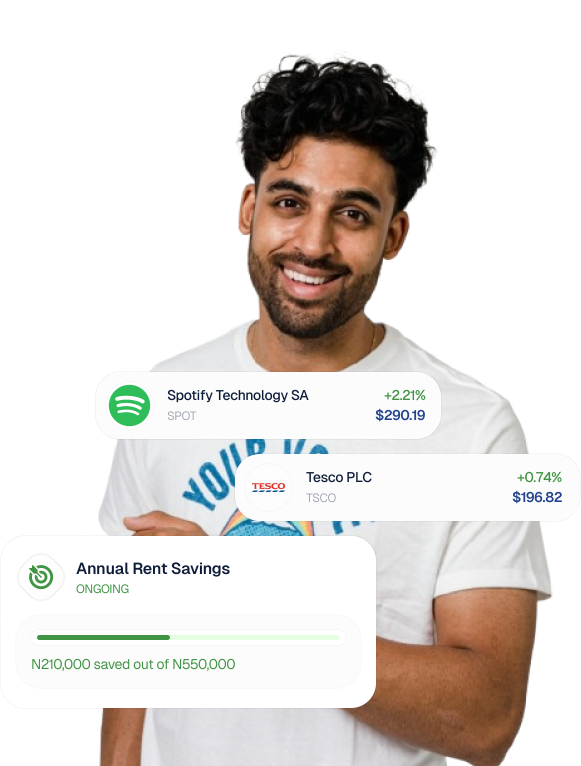 Spotify Technology SA
+2.21%
SPOT
$290.19
YOUR
TESCO
Tesco PLC
+0.74%
TSCO
$196.82
Annual Rent Savings
ONGOING
N210,000 saved out of N550,000